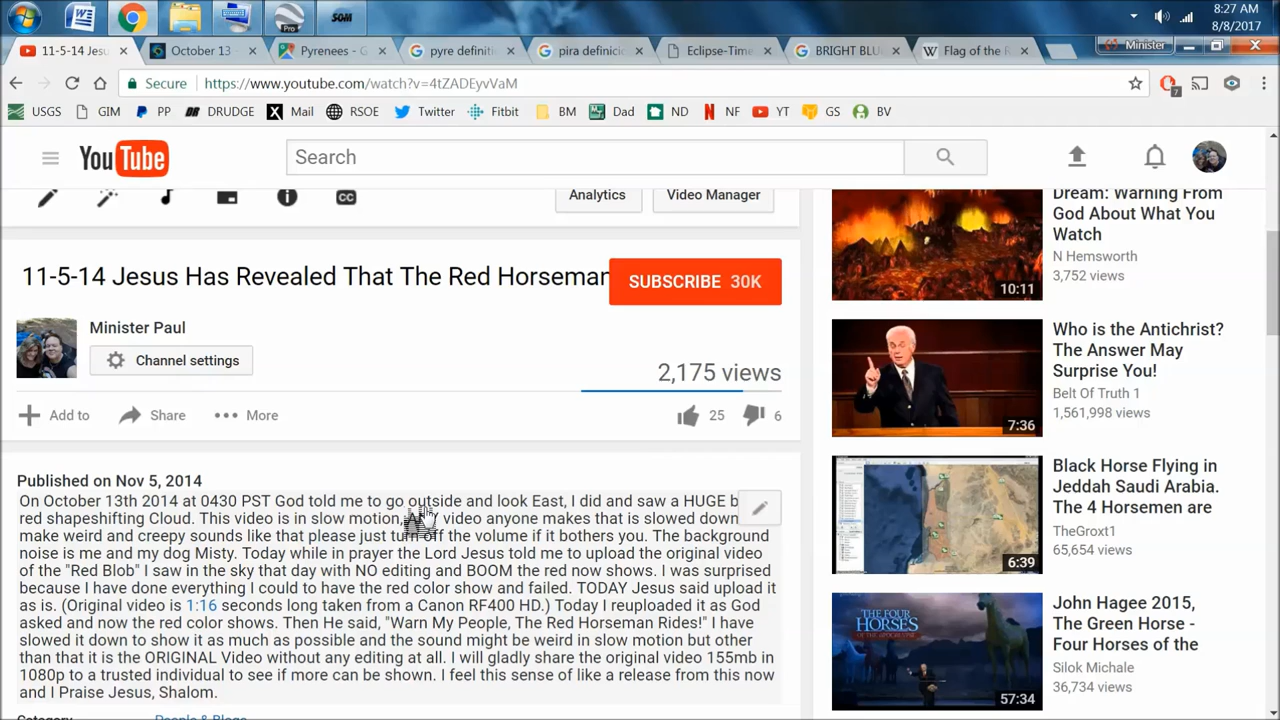 8:27 AM
8/8/2017
Pro
SOM
11-5-14 Jesu
October 13 -
Pyrenees - G
pyre definiti
pira definicio
Eclipse-Time
BRIGHT BLU
Flag of the R
Minister
Secure
https://www.youtube.com/watch?v=4tZADEyvVaM
7
USGS GIM PP DRUDGE Mail RSOE Twitter Fitbit BM Dad ND NF YT GS BV
YouTube
Search
Analytics
Video Manager
11-5-14 Jesus Has Revealed That The Red Horseman
SUBSCRIBE 30K
Minister Paul
Channel settings
2,175 views
Add to
Share
More
25
6
Published on Nov 5, 2014
On October 13th 2014 at 0430 PST God told me to go outside and look East, I did and saw a HUGE b
red shapeshifting cloud. This video is in slow motion, video anyone makes that is slowed down
make weird and creepy sounds like that. Please just turn the volume if it bothers you. The background
noise is me and my dog Misty. Today while in prayer the Lord Jesus told me to upload the original video
of the "Red Blob" I saw in the sky that day with NO editing and BOOM the red now shows. I was surprised
because I have done everything I could to have the red color show and failed. TODAY Jesus said upload it
as is. (Original video is 1:16 seconds long taken from a Canon RF400 HD.) Today I reuploaded it as God
asked and now the red color shows. Then He said, "Warn My People, The Red Horseman Rides!" I have
slowed it down to show as much as possible and the sound might be weird in slow motion but other
than that it is the ORIGINAL Video without any editing at all. I will gladly share the original video 155mb in
1080p to a trusted individual to see if more can be shown. I feel this sense of like a release from this now
and I Praise Jesus, Shalom.
Category
People & Blogs
Dream: Warning From
God About What You
Watch
N Hemsworth
3,752 views
10:11
Who is the Antichrist?
The Answer May
Surprise You!
Belt Of Truth 1
1,561,998 views
7:36
Black Horse Flying in
Jeddah Saudi Arabia.
The 4 Horsemen are
TheGroxt1
65,654 views
6:39
THE FOUR
HORSES
OF THE APOCALYPSE
John Hagee 2015,
The Green Horse -
Four Horses of the
Silok Michale
36,734 views
57:34